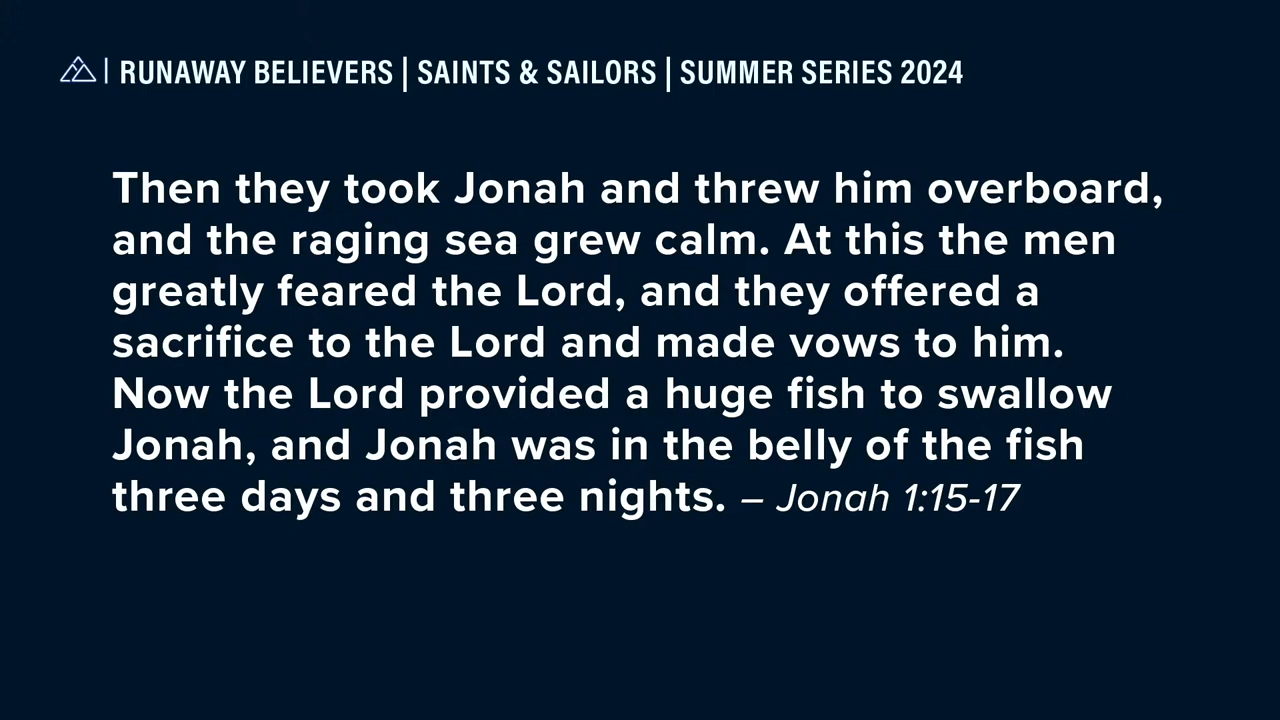 | RUNAWAY BELIEVERS | SAINTS & SAILORS | SUMMER SERIES 2024
Then they took Jonah and threw him overboard,
and the raging sea grew calm. At this the men
greatly feared the Lord, and they offered a
sacrifice to the Lord and made vows to him.
Now the Lord provided a huge fish to swallow
Jonah, and Jonah was in the belly of the fish
three days and three nights. – Jonah 1:15-17